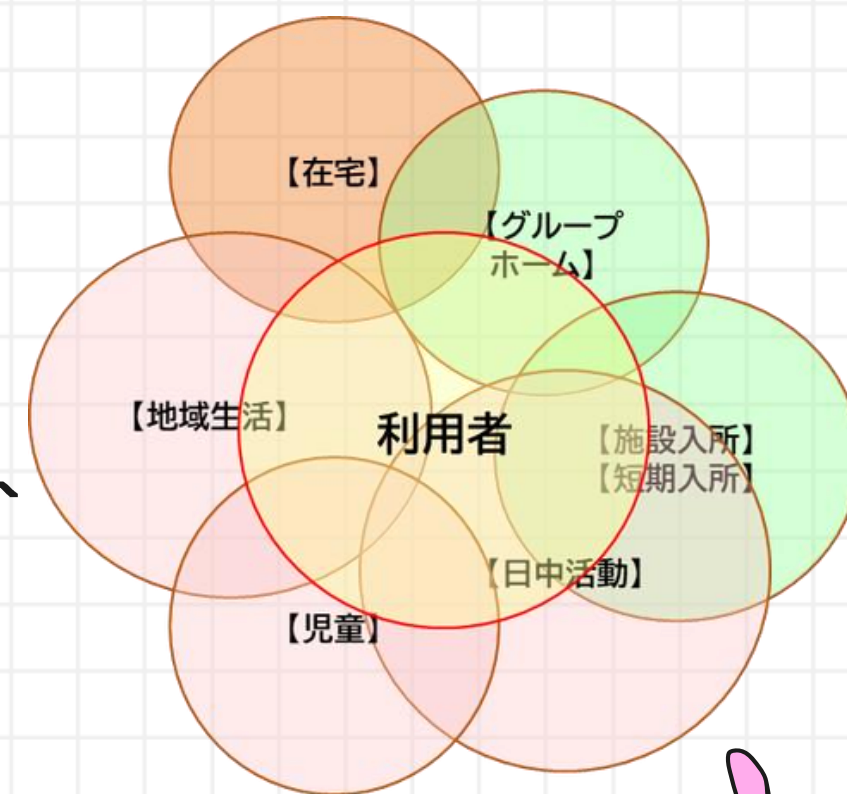 【在宅】
【グループ
ホーム】
【地域生活】
利用者
【施設入所】
【短期入所】
【日中活動】
【児童】